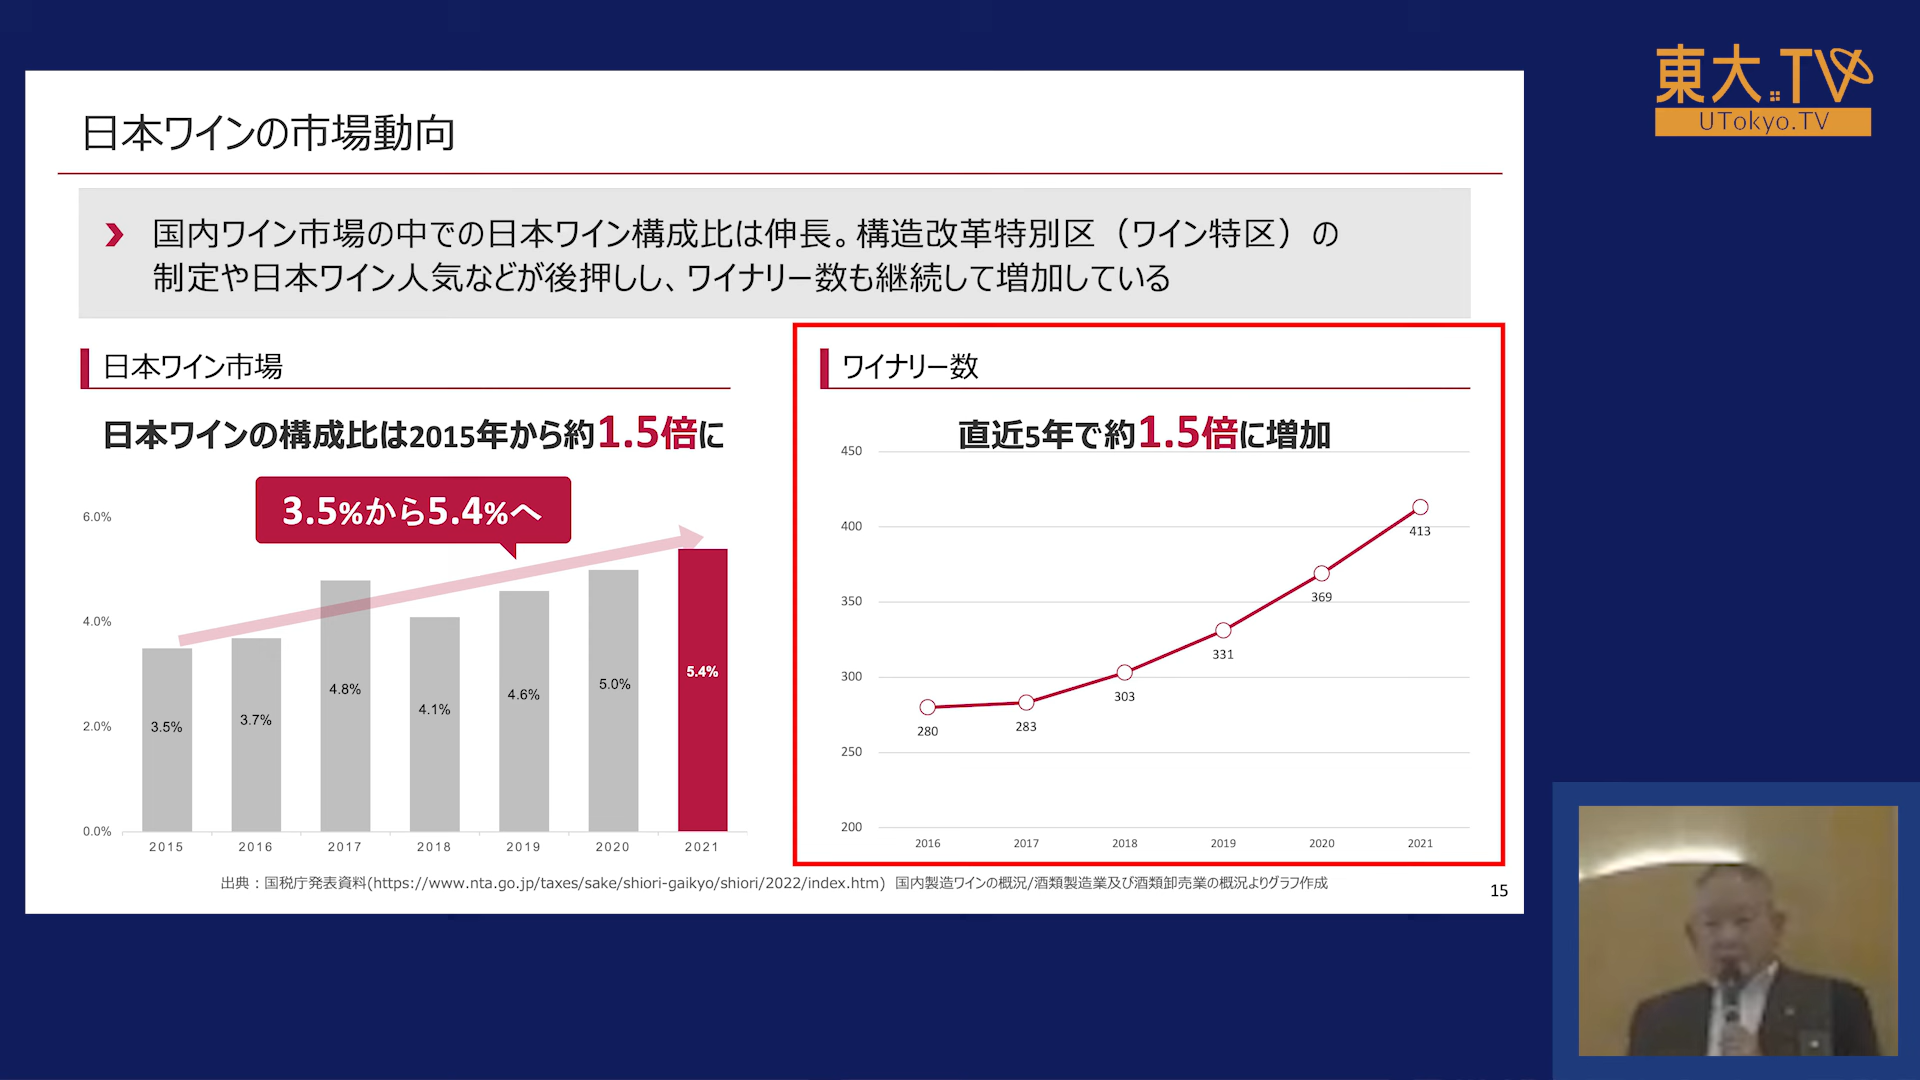 東大TV
UTokyo.TV
日本ワインの市場動向
国内ワイン市場の中での日本ワイン構成比は伸長。構造改革特別区（ワイン特区）の
制定や日本ワイン人気などが後押しし、ワイナリー数も継続して増加している
日本ワイン市場
日本ワインの構成比は2015年から約1.5倍に
3.5%から5.4%へ
6.0%
4.0%
2.0%
0.0%
3.5%
3.7%
4.8%
4.1%
4.6%
5.0%
5.4%
2015 2016 2017 2018 2019 2020 2021
ワイナリー数
直近5年で約1.5倍に増加
450
400
350
300
250
200
280
283
303
331
369
413
2016 2017 2018 2019 2020 2021
出典：国税庁発表資料(https://www.nta.go.jp/taxes/sake/shiori-gaikyo/shiori/2022/index.htm) 国内製造ワインの概況/酒類製造業及び酒類卸売業の概況よりグラフ作成
15